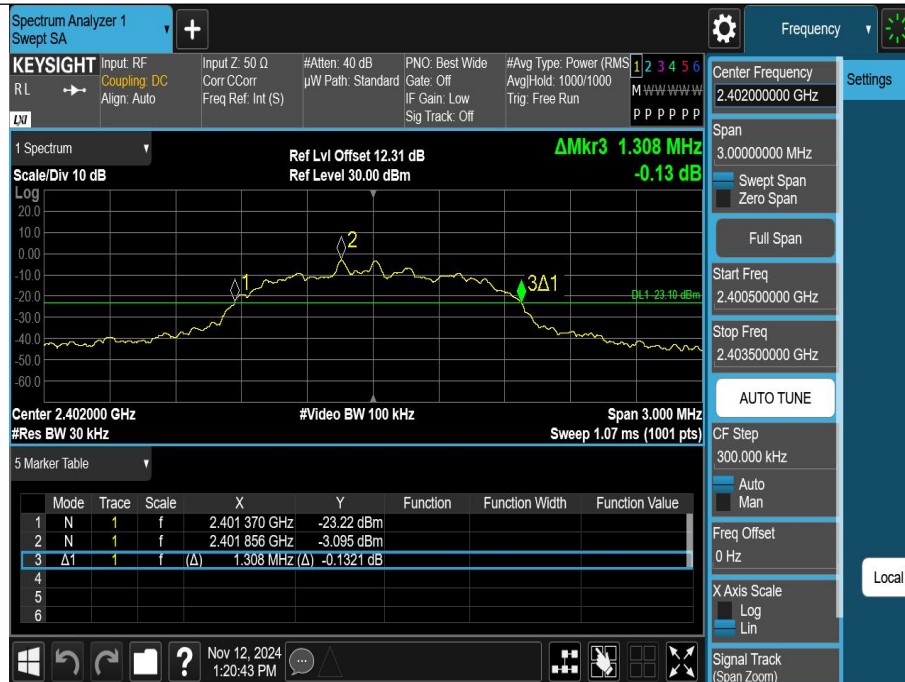 Spectrum Analyzer 1
Swept SA
+
Frequency
KEYSIGHT
RL
LXI
Input: RF
Coupling: DC
Align: Auto
Input Z: 50 Ω
Corr CCorr
Freq Ref: Int (S)
#Atten: 40 dB
µW Path: Standard
PNO: Best Wide
Gate: Off
IF Gain: Low
Sig Track: Off
#Avg Type: Power (RMS
Avg|Hold: 1000/1000
Trig: Free Run
1 2 3 4 5 6
M W W W W W
P P P P P P
1 Spectrum
Scale/Div 10 dB
Ref Lvl Offset 12.31 dB
Ref Level 30.00 dBm
ΔMkr3 1.308 MHz
-0.13 dB
Log
20.0
10.0
0.00
-10.0
-20.0
-30.0
-40.0
-50.0
-60.0
1
2
3Δ1
DL1 -23.10 dBm
Center 2.402000 GHz
#Video BW 100 kHz
Span 3.000 MHz
#Res BW 30 kHz
Sweep 1.07 ms (1001 pts)
5 Marker Table
Mode Trace Scale X Y Function Function Width Function Value
1 N 1 f 2.401 370 GHz -23.22 dBm
2 N 1 f 2.401 856 GHz -3.095 dBm
3 Δ1 1 f (Δ) 1.308 MHz (Δ) -0.1321 dB
4
5
6
Nov 12, 2024
1:20:43 PM
?
Center Frequency
2.402000000 GHz
Settings
Span
3.00000000 MHz
Swept Span
Zero Span
Full Span
Start Freq
2.400500000 GHz
Stop Freq
2.403500000 GHz
AUTO TUNE
CF Step
300.000 kHz
Auto
Man
Freq Offset
0 Hz
Local
X Axis Scale
Log
Lin
Signal Track
(Span Zoom)